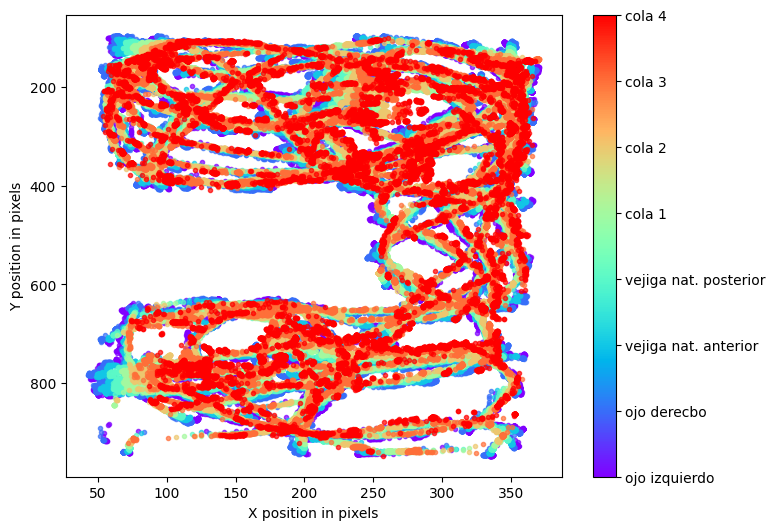 200
400
600
800
Y position in pixels
50 100 150 200 250 300 350
X position in pixels
cola 4
cola 3
cola 2
cola 1
vejiga nat. posterior
vejiga nat. anterior
ojo derecbo
ojo izquierdo